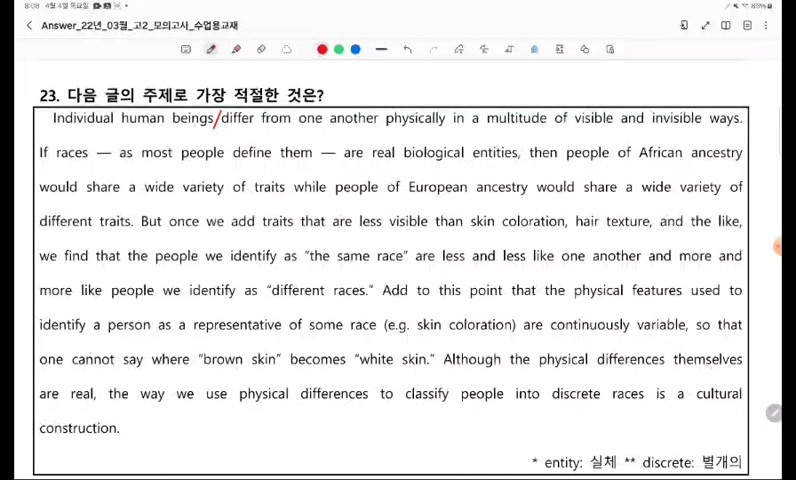 8:08 4월 4일 목요일
86%
Answer_22년_03월_고2_모의고사_수업용교재
23. 다음 글의 주제로 가장 적절한 것은?
Individual human beings/differ from one another physically in a multitude of visible and invisible ways.
If races — as most people define them — are real biological entities, then people of African ancestry
would share a wide variety of traits while people of European ancestry would share a wide variety of
different traits. But once we add traits that are less visible than skin coloration, hair texture, and the like,
we find that the people we identify as “the same race” are less and less like one another and more and
more like people we identify as “different races.” Add to this point that the physical features used to
identify a person as a representative of some race (e.g. skin coloration) are continuously variable, so that
one cannot say where “brown skin” becomes “white skin.” Although the physical differences themselves
are real, the way we use physical differences to classify people into discrete races is a cultural
construction.
* entity: 실체 ** discrete: 별개의